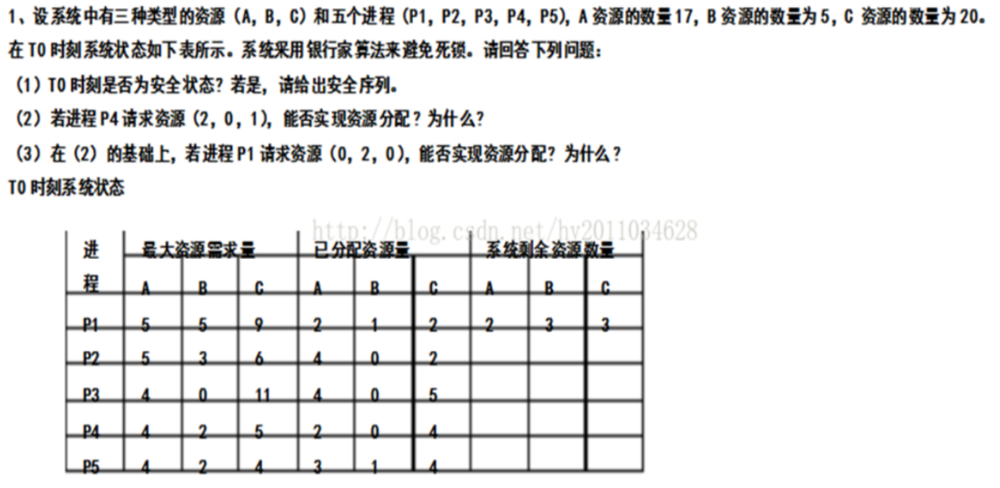 1、设系统中有三种类型的资源（A，B，C）和五个进程（P1，P2，P3，P4，P5），A 资源的数量 17，B 资源的数量为 5，C 资源的数量为 20。
在 T0 时刻系统状态如下表所示。系统采用银行家算法来避免死锁。请回答下列问题：
（1）T0 时刻是否为安全状态？若是，请给出安全序列。
（2）若进程 P4 请求资源（2，0，1），能否实现资源分配？为什么？
（3）在（2）的基础上，若进程 P1 请求资源（0，2，0），能否实现资源分配？为什么？
T0 时刻系统状态
http://blog.csdn.net/hv2011034628
进程 最大资源需求量 已分配资源量 系统剩余资源数量
A B C A B C A B C
P1 5 5 9 2 1 2 2 3 3
P2 5 3 6 4 0 2
P3 4 0 11 4 0 5
P4 4 2 5 2 0 4
P5 4 2 4 3 1 4